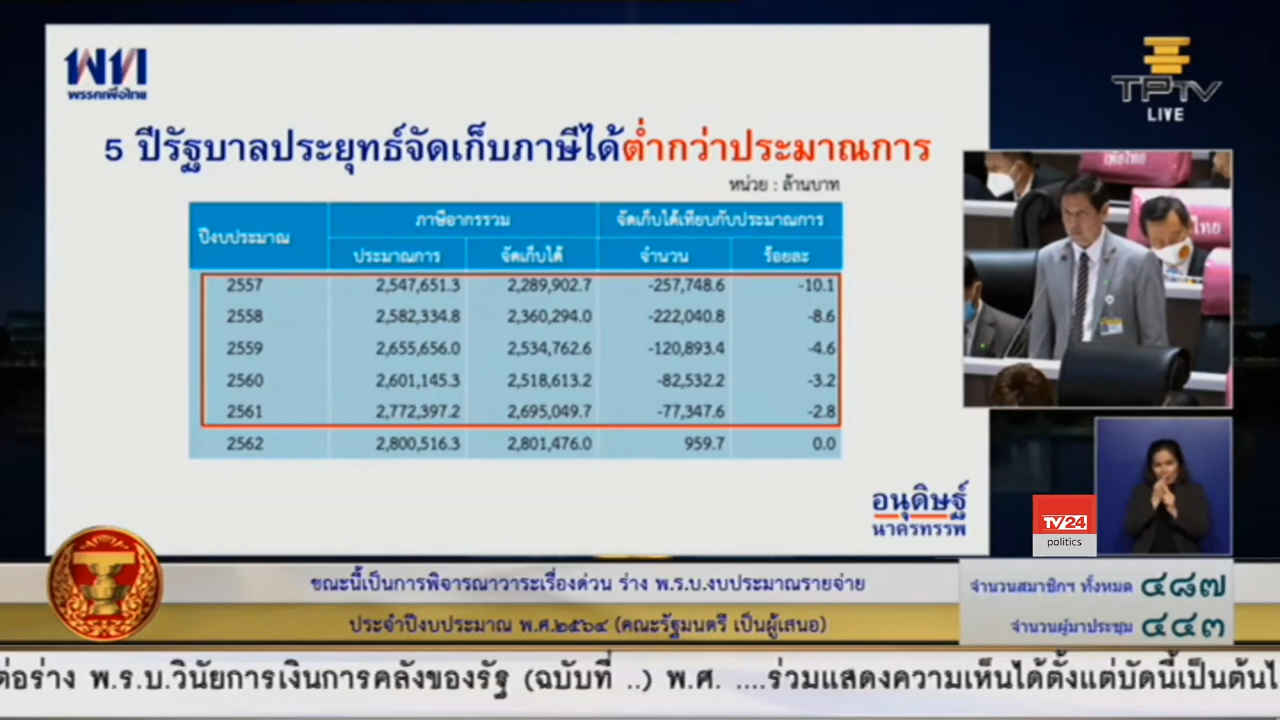 พท
พรรคเพื่อไทย
5 ปีรัฐบาลประยุทธ์จัดเก็บภาษีได้ต่ำกว่าประมาณการ
หน่วย : ล้านบาท
ปีงบประมาณ ภาษีอากรรวม จัดเก็บได้เทียบกับประมาณการ
ประมาณการ จัดเก็บได้ จำนวน ร้อยละ
2557 2,547,651.3 2,289,902.7 -257,748.6 -10.1
2558 2,582,334.8 2,360,294.0 -222,040.8 -8.6
2559 2,655,656.0 2,534,762.6 -120,893.4 -4.6
2560 2,601,145.3 2,518,613.2 -82,532.2 -3.2
2561 2,772,397.2 2,695,049.7 -77,347.6 -2.8
2562 2,800,516.3 2,801,476.0 959.7 0.0
อนุดิษฐ์
นาครทรรพ
TPTV
LIVE
เพื่อไทย
ไทย
TV24
politics
ขณะนี้เป็นการพิจารณาวาระเรื่องด่วน ร่าง พ.ร.บ.งบประมาณรายจ่าย
ประจำปีงบประมาณ พ.ศ.๒๕๖๔ (คณะรัฐมนตรี เป็นผู้เสนอ)
จำนวนสมาชิกฯ ทั้งหมด ๔๘๗
จำนวนผู้มาประชุม ๔๔๓
ต่อร่าง พ.ร.บ.วินัยการเงินการคลังของรัฐ (ฉบับที่ ..) พ.ศ. ....ร่วมแสดงความเห็นได้ตั้งแต่บัดนี้เป็นต้นไ